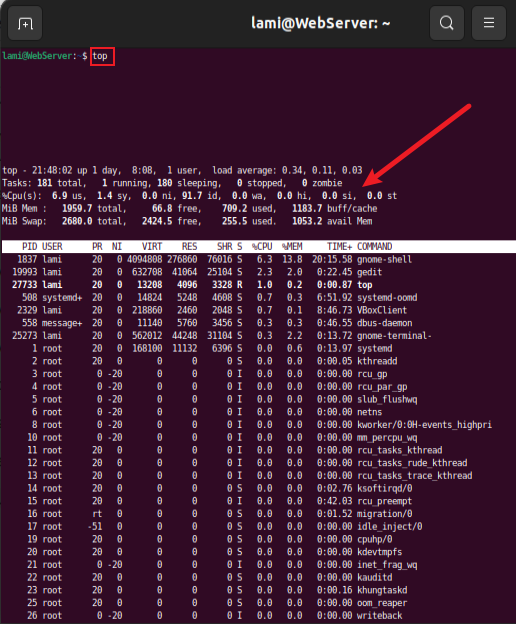 lami@WebServer: ~
lami@WebServer:~$ top
top - 21:48:02 up 1 day,  8:08,  1 user,  load average: 0.34, 0.11, 0.03
Tasks: 181 total,   1 running, 180 sleeping,   0 stopped,   0 zombie
%Cpu(s):  6.9 us,  1.4 sy,  0.0 ni, 91.7 id,  0.0 wa,  0.0 hi,  0.0 si,  0.0 st
MiB Mem :   1959.7 total,     66.8 free,    709.2 used,   1183.7 buff/cache
MiB Swap:   2680.0 total,   2424.5 free,    255.5 used.   1053.2 avail Mem
PID USER      PR  NI    VIRT    RES    SHR S  %CPU  %MEM     TIME+ COMMAND
1837 lami      20   0 4094808 276860  76016 S   6.3  13.8  20:15.58 gnome-shell
19993 lami      20   0  632708  41064  25104 S   2.3   2.0   0:22.45 gedit
27733 lami      20   0   13208   4096   3328 R   1.0   0.2   0:00.87 top
508 systemd+  20   0   14824   5248   4608 S   0.7   0.3   6:51.92 systemd-oomd
2329 lami      20   0  218860   2460   2048 S   0.7   0.1   8:46.73 VBoxClient
558 message+  20   0   11140   5760   3456 S   0.3   0.3   0:46.55 dbus-daemon
25273 lami      20   0  562012  44248  31104 S   0.3   2.2   0:13.72 gnome-terminal-
1 root      20   0  168100  11132   6396 S   0.0   0.6   0:13.97 systemd
2 root      20   0       0      0      0 S   0.0   0.0   0:00.05 kthreadd
3 root       0 -20       0      0      0 I   0.0   0.0   0:00.00 rcu_gp
4 root       0 -20       0      0      0 I   0.0   0.0   0:00.00 rcu_par_gp
5 root       0 -20       0      0      0 I   0.0   0.0   0:00.00 slub_flushwq
6 root       0 -20       0      0      0 I   0.0   0.0   0:00.00 netns
8 root       0 -20       0      0      0 I   0.0   0.0   0:00.00 kworker/0:0H-events_highpri
10 root       0 -20       0      0      0 I   0.0   0.0   0:00.00 mm_percpu_wq
11 root      20   0       0      0      0 I   0.0   0.0   0:00.00 rcu_tasks_kthread
12 root      20   0       0      0      0 I   0.0   0.0   0:00.00 rcu_tasks_rude_kthread
13 root      20   0       0      0      0 I   0.0   0.0   0:00.00 rcu_tasks_trace_kthread
14 root      20   0       0      0      0 S   0.0   0.0   0:02.76 ksoftirqd/0
15 root      20   0       0      0      0 I   0.0   0.0   0:42.03 rcu_preempt
16 root      rt   0       0      0      0 S   0.0   0.0   0:01.52 migration/0
17 root     -51   0       0      0      0 S   0.0   0.0   0:00.00 idle_inject/0
19 root      20   0       0      0      0 S   0.0   0.0   0:00.00 cpuhp/0
20 root      20   0       0      0      0 S   0.0   0.0   0:00.00 kdevtmpfs
21 root       0 -20       0      0      0 I   0.0   0.0   0:00.00 inet_frag_wq
22 root      20   0       0      0      0 S   0.0   0.0   0:00.00 kauditd
23 root      20   0       0      0      0 S   0.0   0.0   0:00.16 khungtaskd
25 root      20   0       0      0      0 S   0.0   0.0   0:00.00 oom_reaper
26 root       0 -20       0      0      0 I   0.0   0.0   0:00.00 writeback